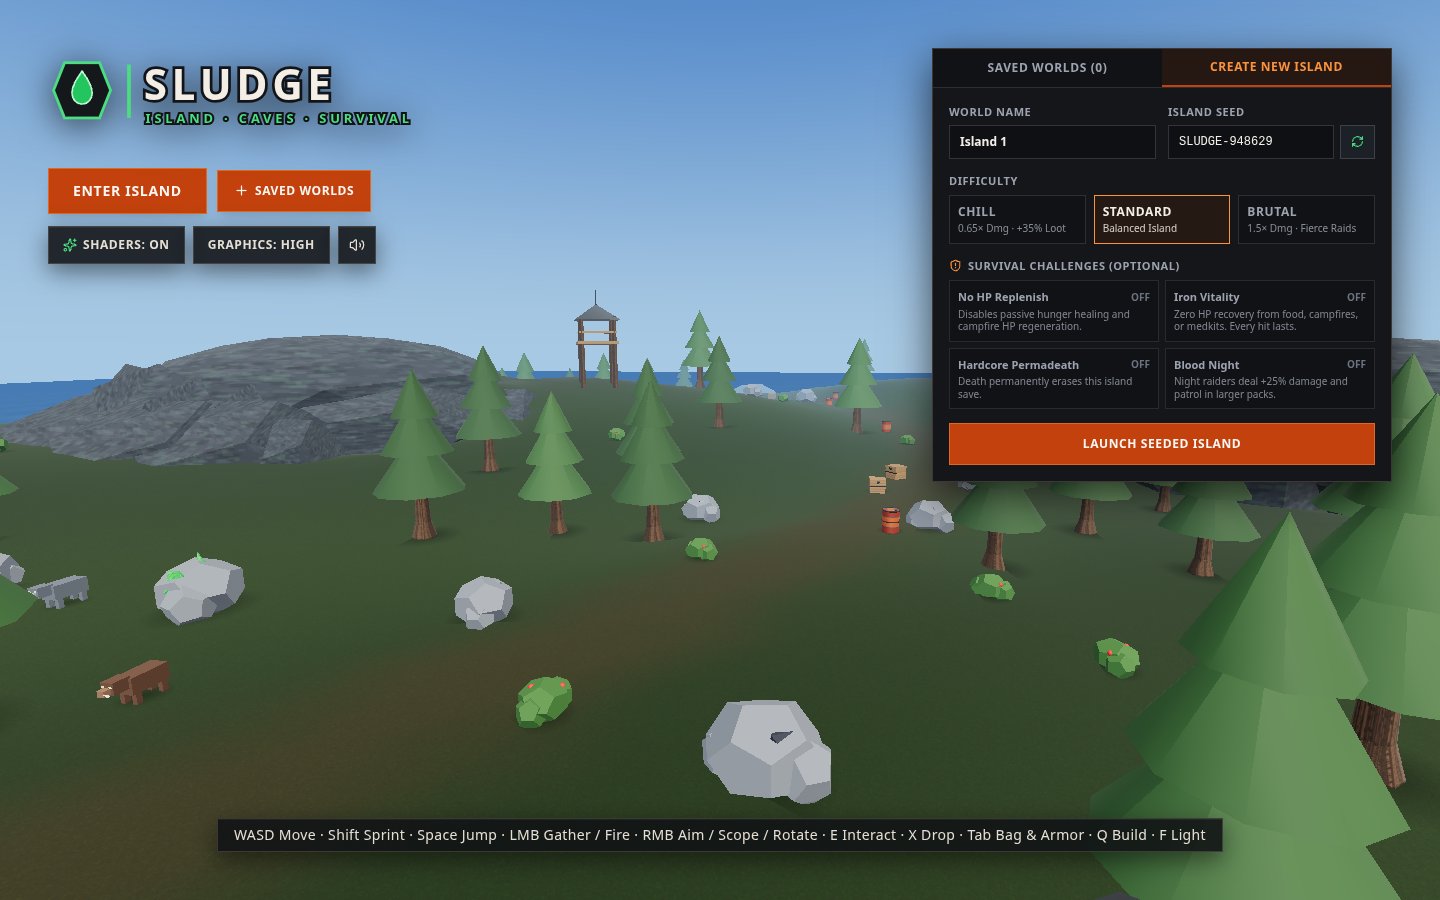 SLUDGE
ISLAND · CAVES · SURVIVAL
ENTER ISLAND
SAVED WORLDS
SHADERS: ON
GRAPHICS: HIGH
SAVED WORLDS (0)
CREATE NEW ISLAND
WORLD NAME
ISLAND SEED
Island 1
SLUDGE-948629
DIFFICULTY
CHILL
0.65× Dmg · +35% Loot
STANDARD
Balanced Island
BRUTAL
1.5× Dmg · Fierce Raids
SURVIVAL CHALLENGES (OPTIONAL)
No HP Replenish OFF
Disables passive hunger healing and
campfire HP regeneration.
Iron Vitality OFF
Zero HP recovery from food, campfires,
or medkits. Every hit lasts.
Hardcore Permadeath OFF
Death permanently erases this island
save.
Blood Night OFF
Night raiders deal +25% damage and
patrol in larger packs.
LAUNCH SEEDED ISLAND
WASD Move · Shift Sprint · Space Jump · LMB Gather / Fire · RMB Aim / Scope / Rotate · E Interact · X Drop · Tab Bag & Armor · Q Build · F Light